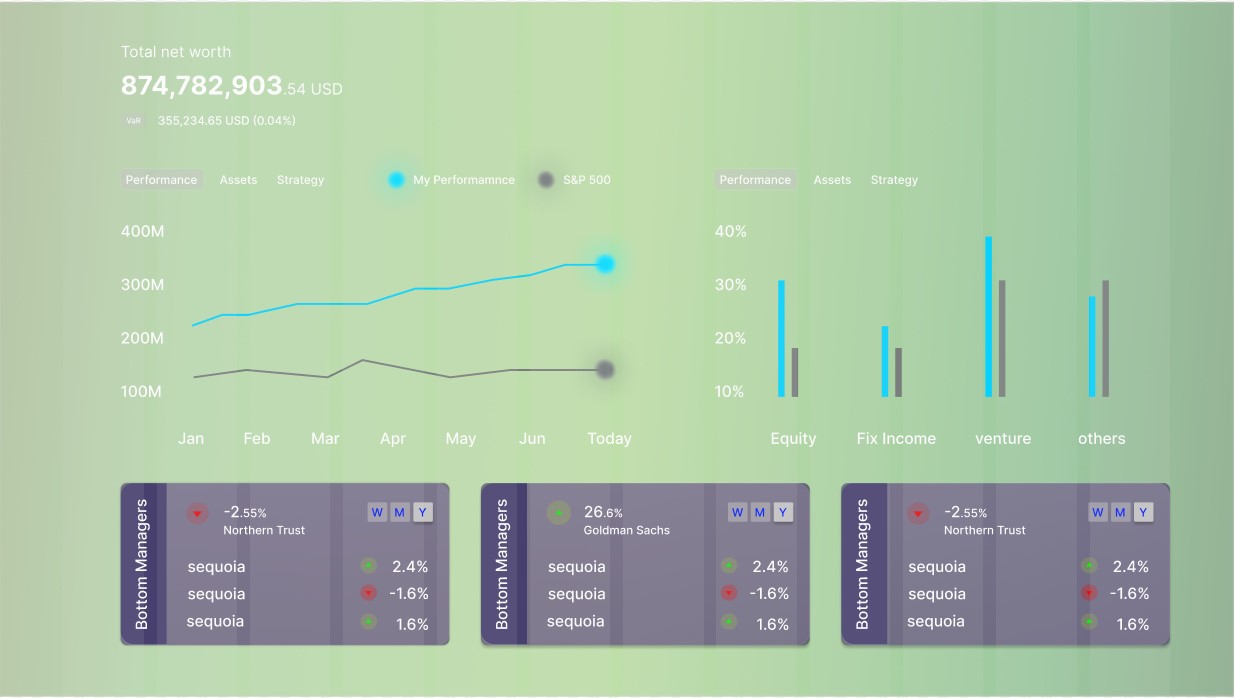 Total net worth
874,782,903.54 USD
VaR 355,234.65 USD (0.04%)
Performance Assets Strategy
My Performamnce S&P 500
400M
300M
200M
100M
Jan Feb Mar Apr May Jun Today
Performance Assets Strategy
40%
30%
20%
10%
Equity Fix Income venture others
Bottom Managers
-2.55%
Northern Trust
W M Y
sequoia 2.4%
sequoia -1.6%
sequoia 1.6%
Bottom Managers
26.6%
Goldman Sachs
W M Y
sequoia 2.4%
sequoia -1.6%
sequoia 1.6%
Bottom Managers
-2.55%
Northern Trust
W M Y
sequoia 2.4%
sequoia -1.6%
sequoia 1.6%